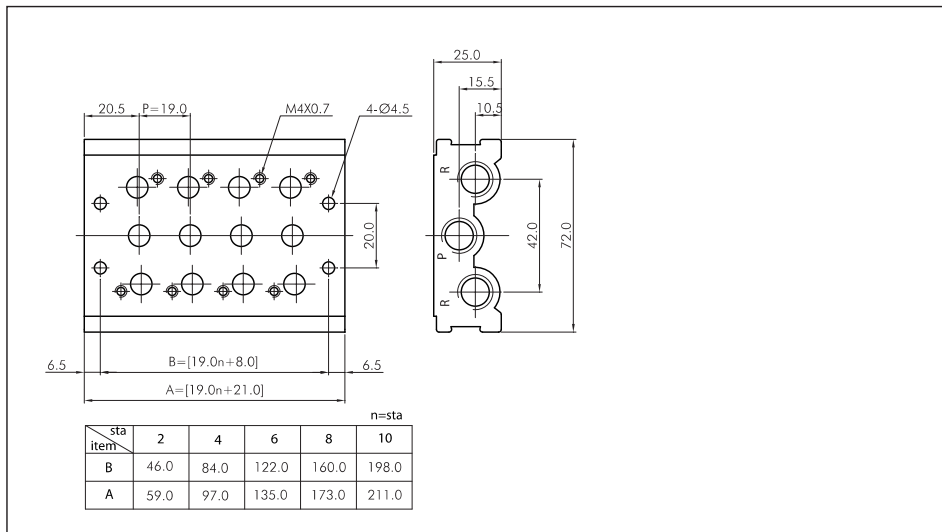 25.0
15.5
10.5
20.5 P=19.0 M4X0.7 4-Ø4.5
R
20.0
P
42.0
72.0
R
6.5 B=[19.0n+8.0] 6.5
A=[19.0n+21.0]
n=sta
sta
item 2 4 6 8 10
B 46.0 84.0 122.0 160.0 198.0
A 59.0 97.0 135.0 173.0 211.0